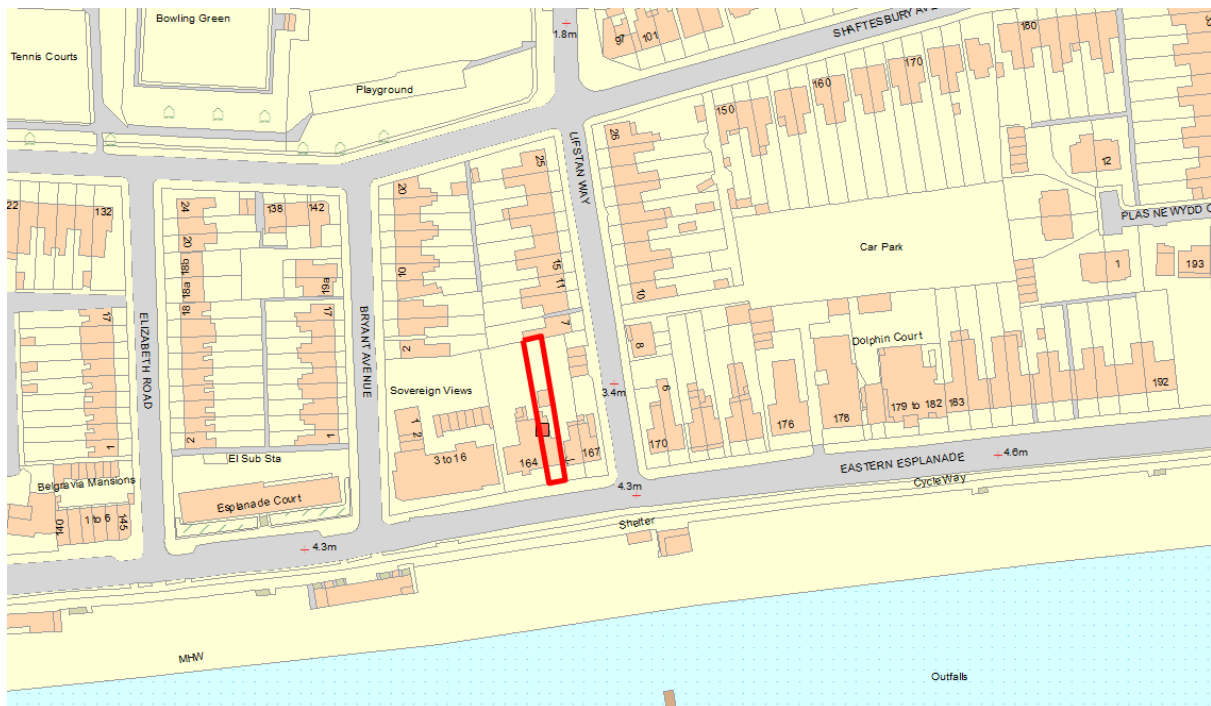 Bowling Green
Tennis Courts
Playground
1.8m
97
101
SHAFTESBURY AV
180
170
160
150
26
LIFSTAN WAY
25
20
12
PLAS NEWYDD C
193
1
Car Park
22
132
24
20
138
142
18b
18a
18
19a
17
17
10
15
11
7
10
8
2
ELIZABETH ROAD
BRYANT AVENUE
Dolphin Court
3.4m
Sovereign Views
1
2
3 to 16
164
167
6
170
176
178
179 to 182
183
192
EASTERN ESPLANADE
4.6m
1
2
1
El Sub Sta
Belgravia Mansions
140
1 to 6
145
Esplanade Court
4.3m
4.3m
Cycle Way
Shelter
MHW
Outfalls